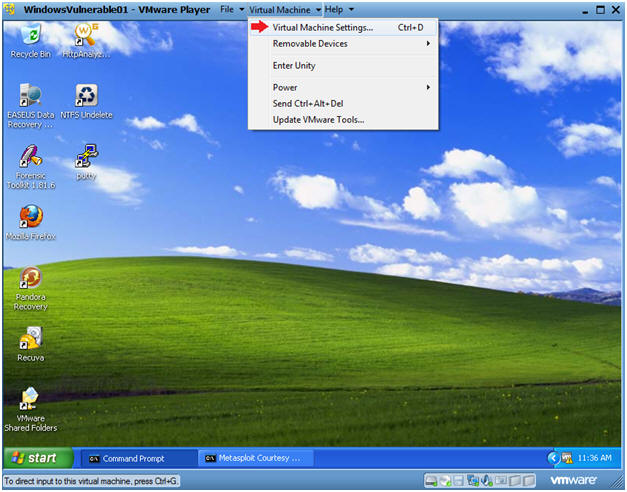 WindowsVulnerable01 - VMware Player File Virtual Machine Help
Virtual Machine Settings... Ctrl+D
Removable Devices
Enter Unity
Power
Send Ctrl+Alt+Del
Update VMware Tools...
Recycle Bin
HttpAnalyz...
EASEUS Data
Recovery ...
NTFS Undelete
Forensic
Toolkit 1.81.6
putty
Mozilla Firefox
Pandora
Recovery
Recuva
VMware
Shared Folders
start Command Prompt Metasploit Courtesy ... 11:36 AM
To direct input to this virtual machine, press Ctrl+G. vmware